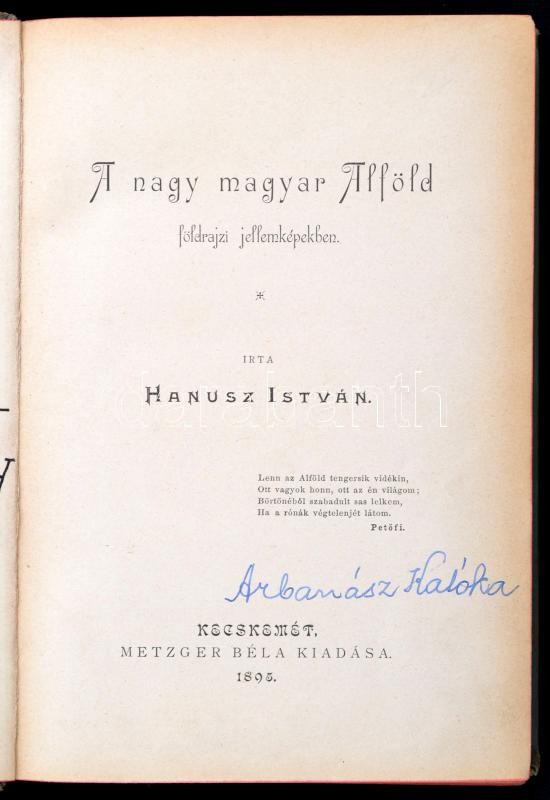 A nagy magyar Alföld
földrajzi jellemképekben.
IRTA
HANUSZ ISTVÁN.
darabanth
Lenn az Alföld tengersik vidékin,
Ott vagyok honn, ott az én világom;
Börtönéből szabadult sas lelkem,
Ha a rónák végtelenjét látom.
Petőfi.
Arbanász Katóka
KECSKEMÉT,
METZGER BÉLA KIADÁSA.
1895.